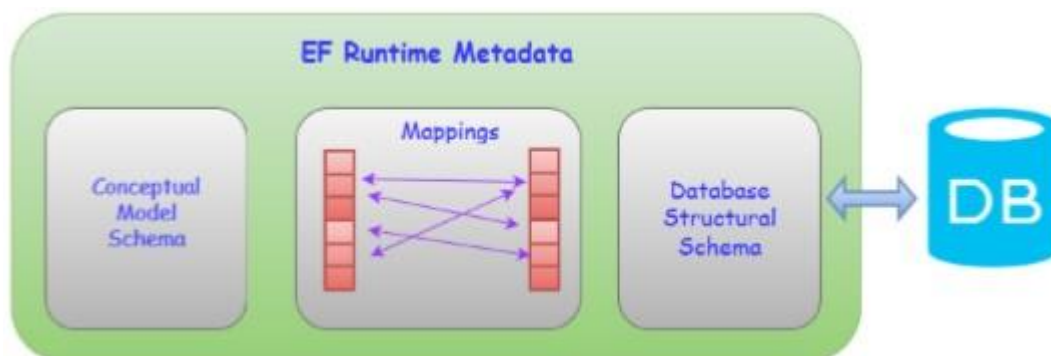 EF Runtime Metadata
Conceptual
Model
Schema
Mappings
Database
Structural
Schema
DB